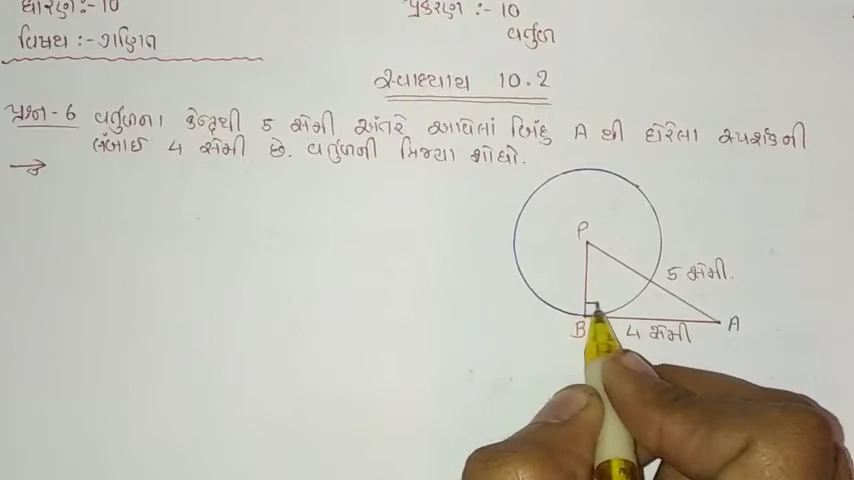 ધોરણ:- 10
પ્રકરણ :- 10
વિષય :- ગણિત
વર્તુળ
સ્વાધ્યાય 10.2
પ્રશ્ન-6 વર્તુળના કેન્દ્રથી 5 સેમી અંતરે આવેલાં બિંદુ A થી દોરેલા સ્પર્શકની
લંબાઈ 4 સેમી છે. વર્તુળની ત્રિજ્યા શોધો.
P
5 સેમી.
B
4 સેમી
A